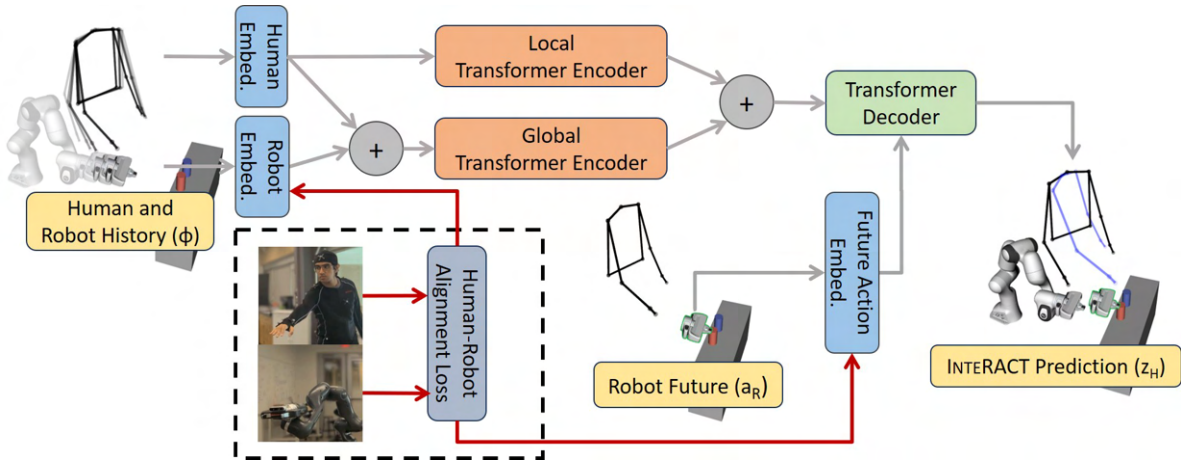 Human
Embed.
Local
Transformer Encoder
+
Transformer
Decoder
Robot
Embed.
+
Global
Transformer Encoder
Human and
Robot History (ϕ)
Human-Robot
Alignment Loss
Future Action
Embed.
Robot Future (aR)
INTERACT Prediction (zH)